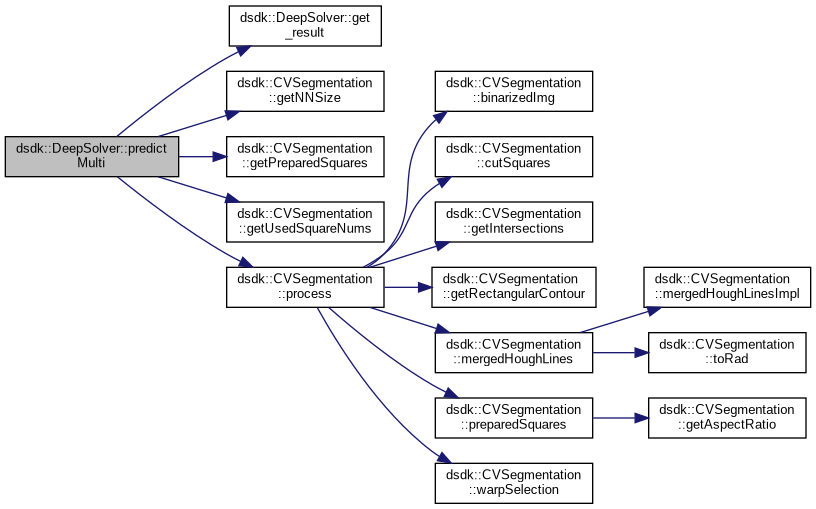 dsdk::DeepSolver::predict
Multi
dsdk::DeepSolver::get
_result
dsdk::CVSegmentation
::getNNSize
dsdk::CVSegmentation
::getPreparedSquares
dsdk::CVSegmentation
::getUsedSquareNums
dsdk::CVSegmentation
::process
dsdk::CVSegmentation
::binarizedImg
dsdk::CVSegmentation
::cutSquares
dsdk::CVSegmentation
::getIntersections
dsdk::CVSegmentation
::getRectangularContour
dsdk::CVSegmentation
::mergedHoughLines
dsdk::CVSegmentation
::preparedSquares
dsdk::CVSegmentation
::warpSelection
dsdk::CVSegmentation
::mergedHoughLinesImpl
dsdk::CVSegmentation
::toRad
dsdk::CVSegmentation
::getAspectRatio